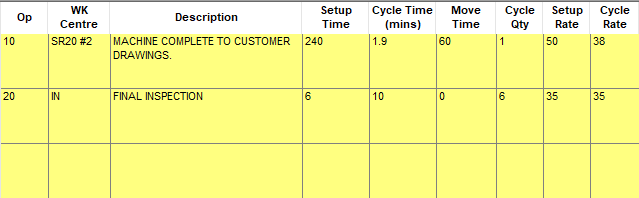 Op WK Centre Description Setup Time Cycle Time (mins) Move Time Cycle Qty Setup Rate Cycle Rate
10 SR20 #2 MACHINE COMPLETE TO CUSTOMER DRAWINGS. 240 1.9 60 1 50 38
20 IN FINAL INSPECTION 6 10 0 6 35 35